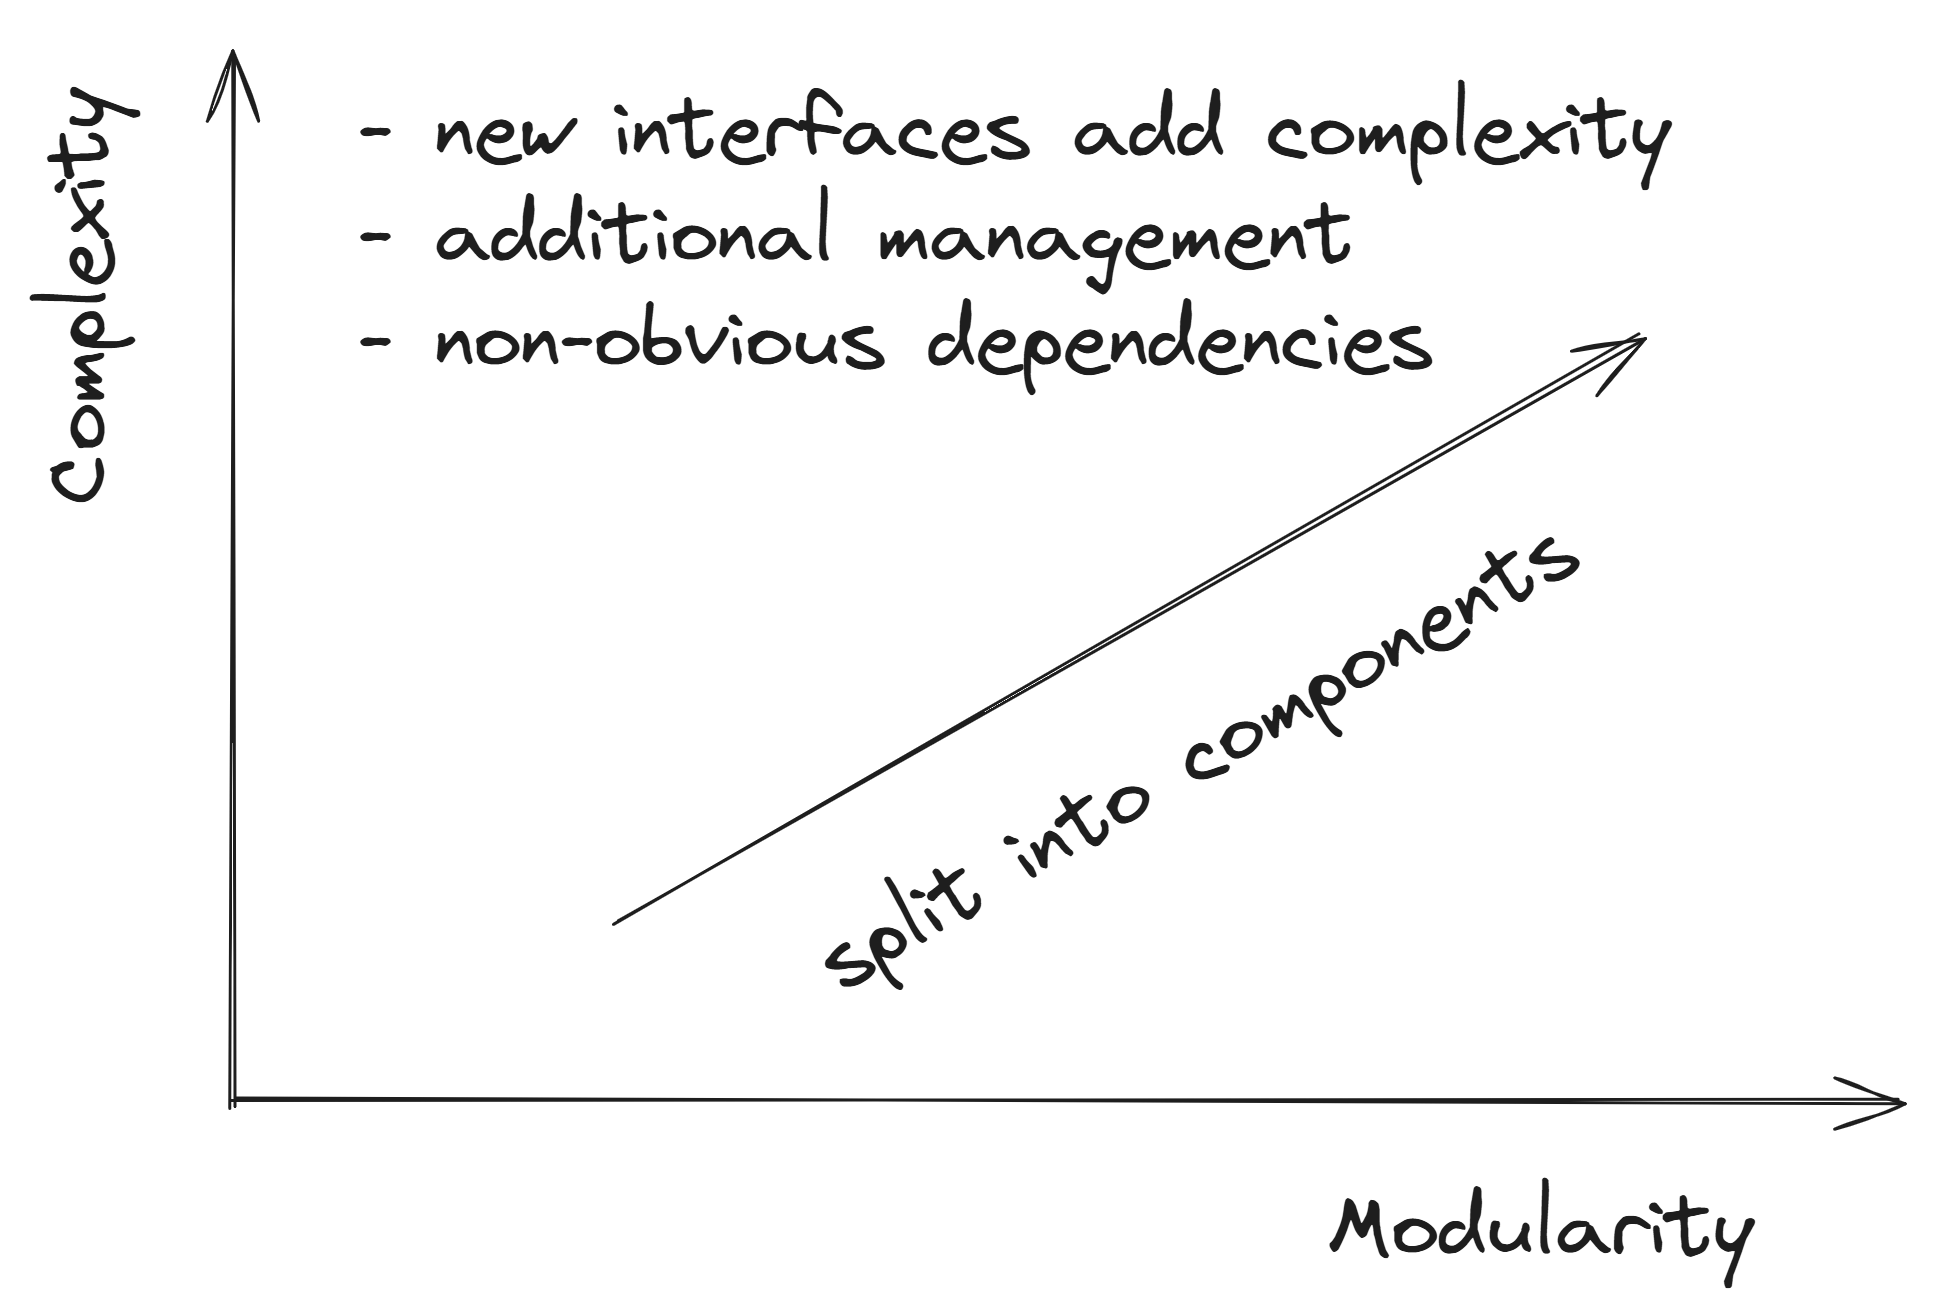 Complexity
- new interfaces add complexity
- additional management
- non-obvious dependencies
split into components
Modularity